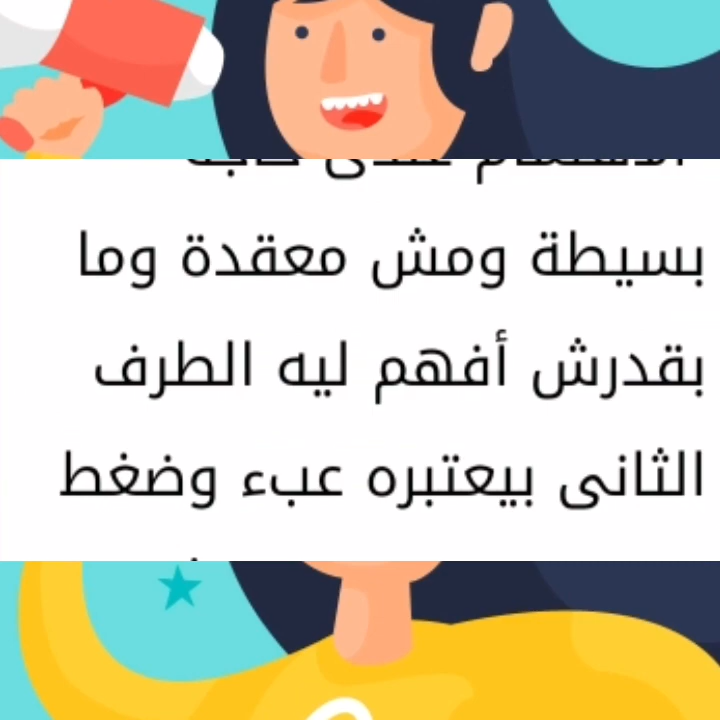 بسيطة ومش معقدة وما
بقدرش أفهم ليه الطرف
الثانى بيعتبره عبء وضغط